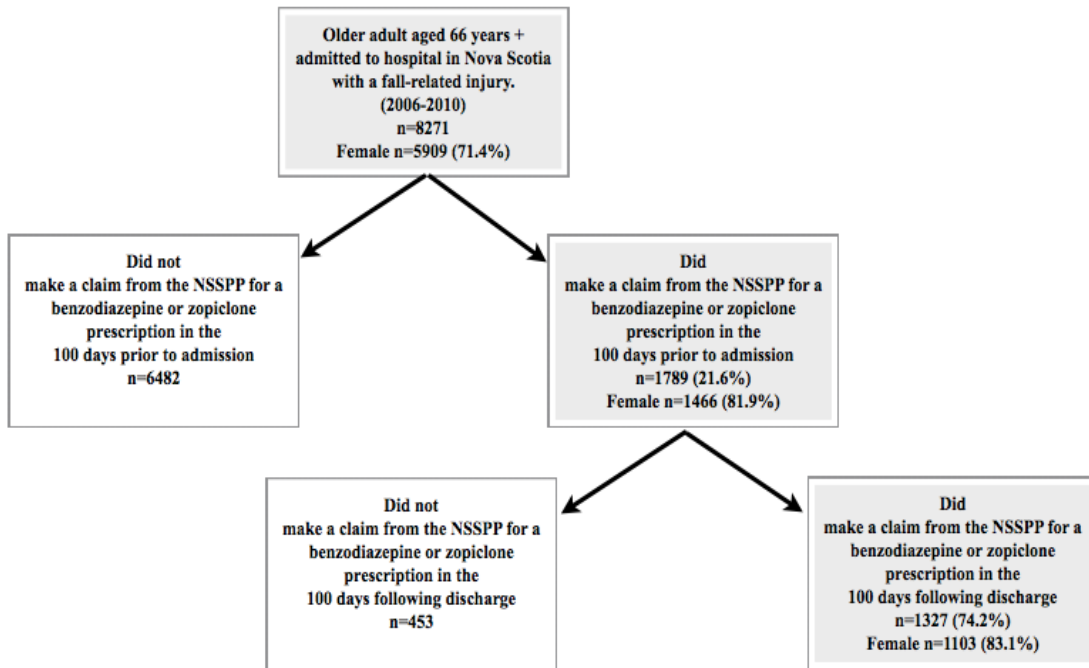 Older adult aged 66 years +
admitted to hospital in Nova Scotia
with a fall-related injury.
(2006-2010)
n=8271
Female n=5909 (71.4%)
Did not
make a claim from the NSSPP for a
benzodiazepine or zopiclone
prescription in the
100 days prior to admission
n=6482
Did
make a claim from the NSSPP for a
benzodiazepine or zopiclone
prescription in the
100 days prior to admission
n=1789 (21.6%)
Female n=1466 (81.9%)
Did not
make a claim from the NSSPP for a
benzodiazepine or zopiclone
prescription in the
100 days following discharge
n=453
Did
make a claim from the NSSPP for a
benzodiazepine or zopiclone
prescription in the
100 days following discharge
n=1327 (74.2%)
Female n=1103 (83.1%)